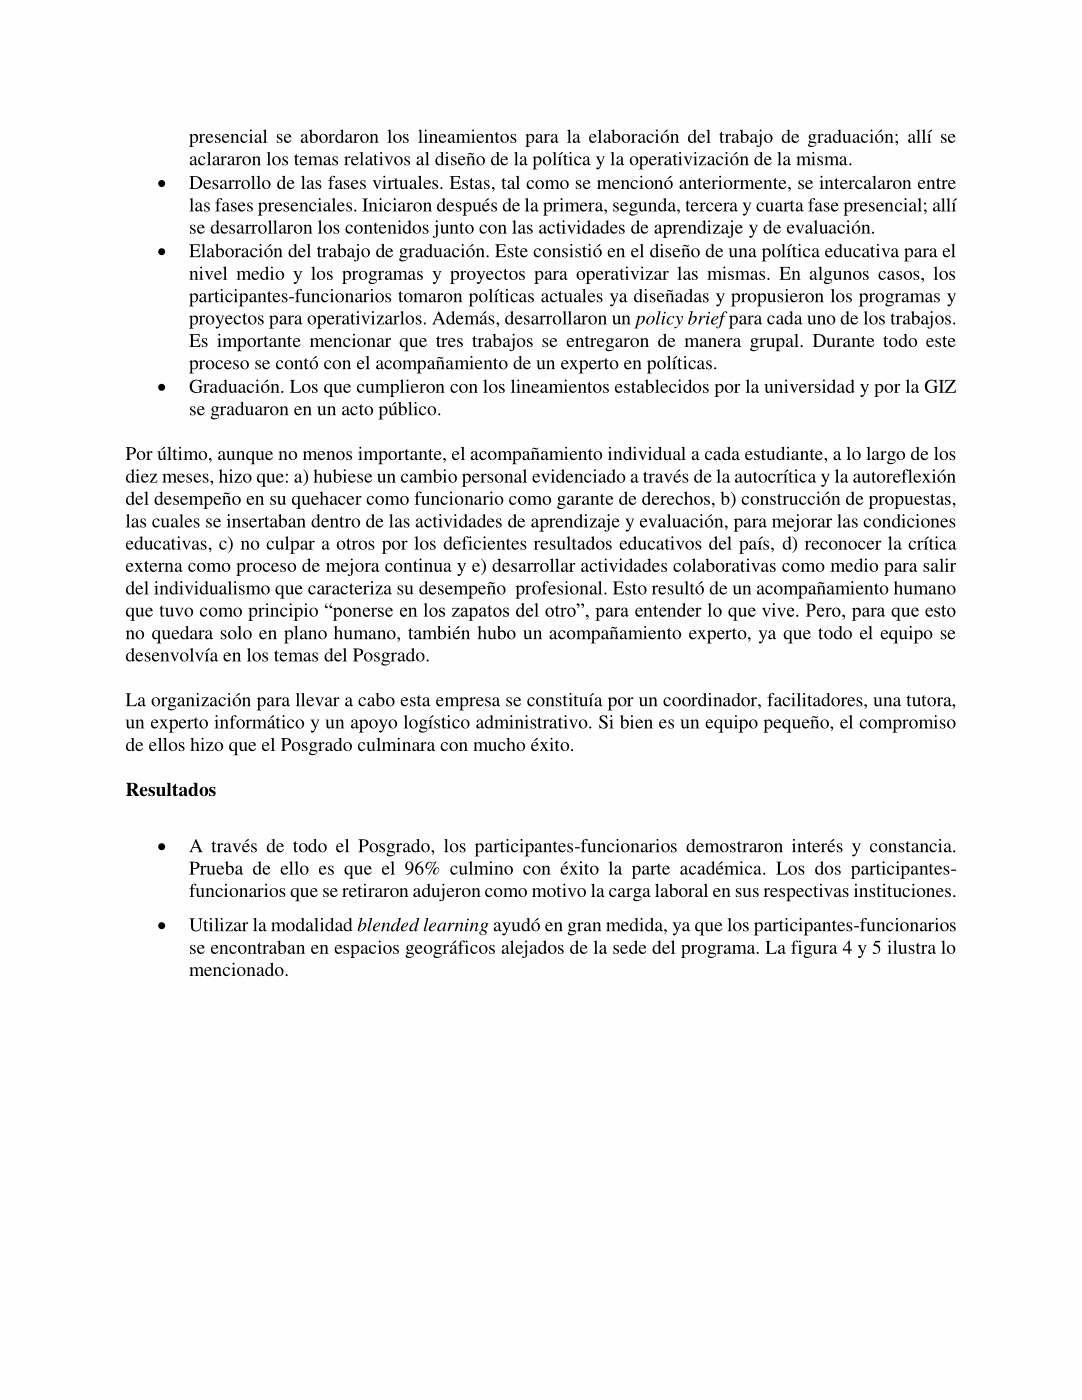 presencial se abordaron los lineamientos para la elaboración del trabajo de graduación; allí se
aclararon los temas relativos al diseño de la política y la operativización de la misma.
• Desarrollo de las fases virtuales. Estas, tal como se mencionó anteriormente, se intercalaron entre
las fases presenciales. Iniciaron después de la primera, segunda, tercera y cuarta fase presencial; allí
se desarrollaron los contenidos junto con las actividades de aprendizaje y de evaluación.
• Elaboración del trabajo de graduación. Este consistió en el diseño de una política educativa para el
nivel medio y los programas y proyectos para operativizar las mismas. En algunos casos, los
participantes-funcionarios tomaron políticas actuales ya diseñadas y propusieron los programas y
proyectos para operativizarlos. Además, desarrollaron un policy brief para cada uno de los trabajos.
Es importante mencionar que tres trabajos se entregaron de manera grupal. Durante todo este
proceso se contó con el acompañamiento de un experto en políticas.
• Graduación. Los que cumplieron con los lineamientos establecidos por la universidad y por la GIZ
se graduaron en un acto público.
Por último, aunque no menos importante, el acompañamiento individual a cada estudiante, a lo largo de los
diez meses, hizo que: a) hubiese un cambio personal evidenciado a través de la autocrítica y la autoreflexión
del desempeño en su quehacer como funcionario como garante de derechos, b) construcción de propuestas,
las cuales se insertaban dentro de las actividades de aprendizaje y evaluación, para mejorar las condiciones
educativas, c) no culpar a otros por los deficientes resultados educativos del país, d) reconocer la crítica
externa como proceso de mejora continua y e) desarrollar actividades colaborativas como medio para salir
del individualismo que caracteriza su desempeño  profesional. Esto resultó de un acompañamiento humano
que tuvo como principio “ponerse en los zapatos del otro”, para entender lo que vive. Pero, para que esto
no quedara solo en plano humano, también hubo un acompañamiento experto, ya que todo el equipo se
desenvolvía en los temas del Posgrado.
La organización para llevar a cabo esta empresa se constituía por un coordinador, facilitadores, una tutora,
un experto informático y un apoyo logístico administrativo. Si bien es un equipo pequeño, el compromiso
de ellos hizo que el Posgrado culminara con mucho éxito.
Resultados
• A través de todo el Posgrado, los participantes-funcionarios demostraron interés y constancia.
Prueba de ello es que el 96% culmino con éxito la parte académica. Los dos participantes-
funcionarios que se retiraron adujeron como motivo la carga laboral en sus respectivas instituciones.
• Utilizar la modalidad blended learning ayudó en gran medida, ya que los participantes-funcionarios
se encontraban en espacios geográficos alejados de la sede del programa. La figura 4 y 5 ilustra lo
mencionado.